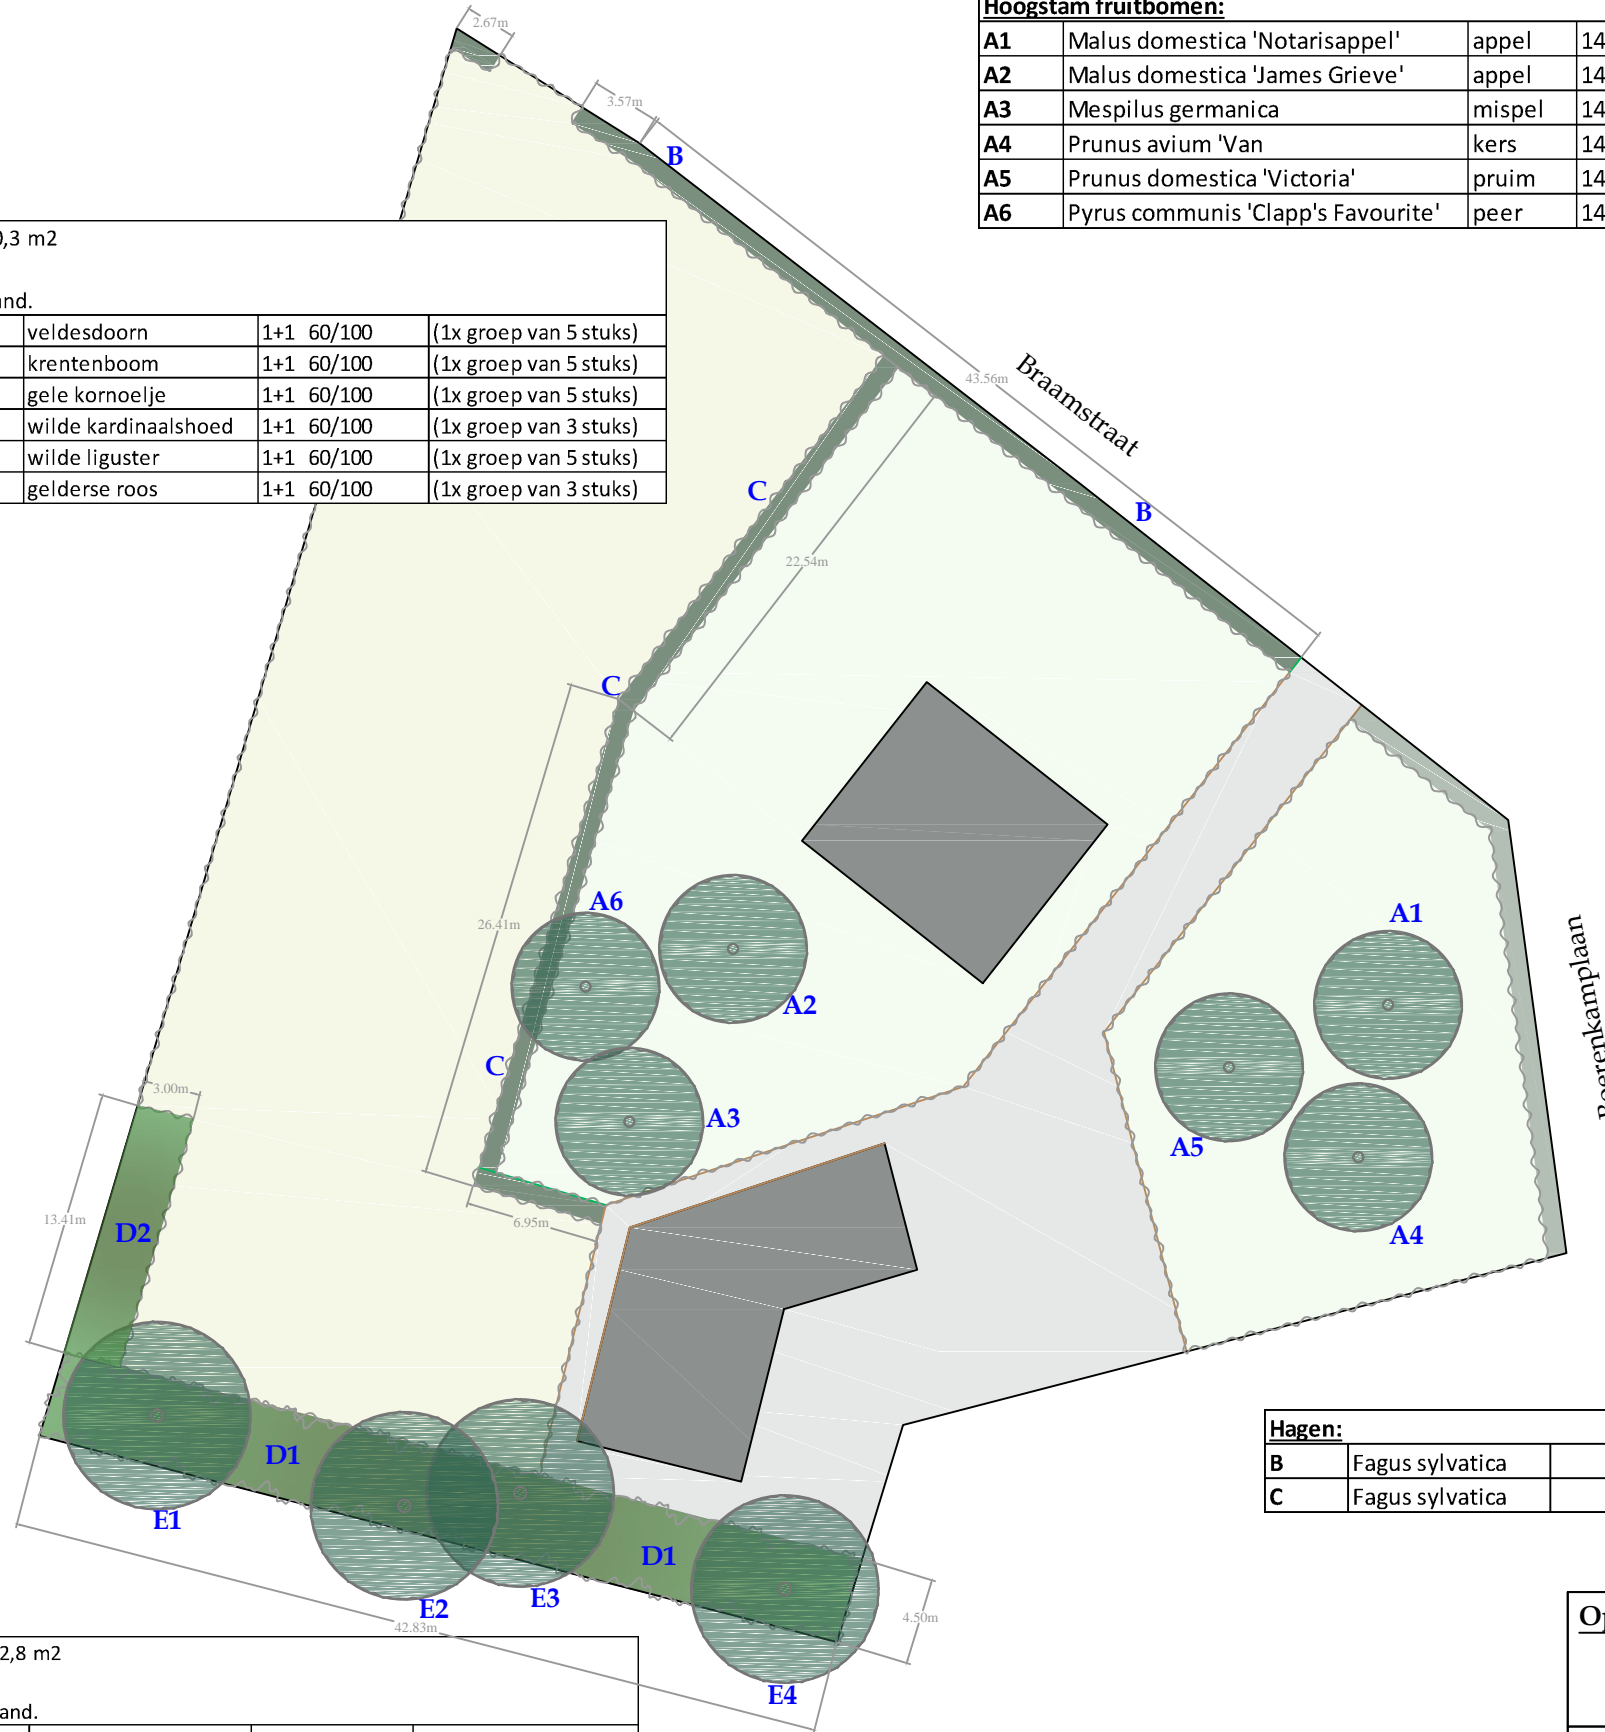 2.67m
Hoogstam fruitbomen:
A1 Malus domestica 'Notarisappel' appel 14
A2 Malus domestica 'James Grieve' appel 14
A3 Mespilus germanica mispel 14
A4 Prunus avium 'Van kers 14
A5 Prunus domestica 'Victoria' pruim 14
A6 Pyrus communis 'Clapp's Favourite' peer 14
3.57m
B
0,3 m2
and.
veldesdoorn 1+1 60/100 (1x groep van 5 stuks)
krentenboom 1+1 60/100 (1x groep van 5 stuks)
gele kornoelje 1+1 60/100 (1x groep van 5 stuks)
wilde kardinaalshoed 1+1 60/100 (1x groep van 3 stuks)
wilde liguster 1+1 60/100 (1x groep van 5 stuks)
gelderse roos 1+1 60/100 (1x groep van 3 stuks)
43.56m
Braamstraat
C
B
22.54m
C
A6
A1
26.41m
Boerenkamplaan
A2
C
3.00m
A3
A5
13.41m
D2
6.95m
A4
Hagen:
B Fagus sylvatica
C Fagus sylvatica
D1
E1
D1
E3
E2
42.83m
4.50m
E4
2,8 m2
and.